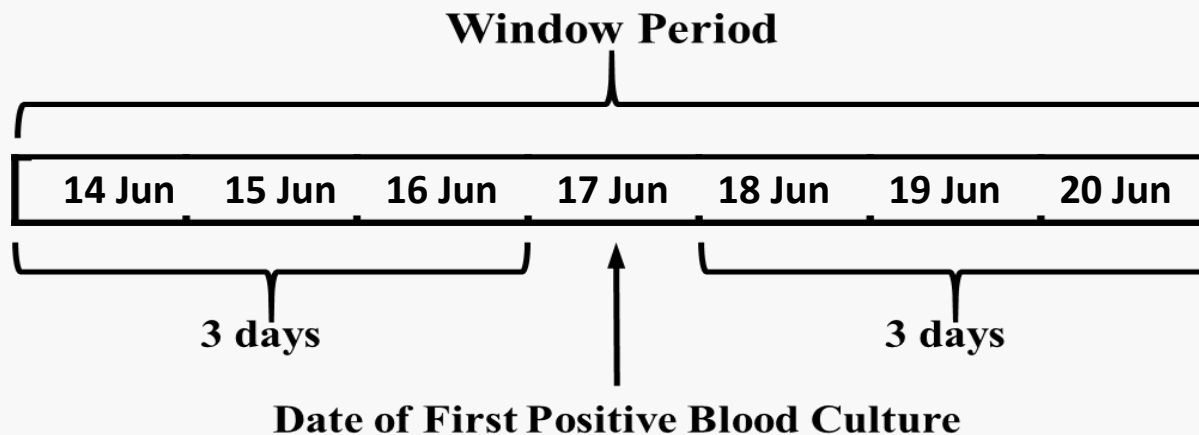 Window Period
14 Jun 15 Jun 16 Jun 17 Jun 18 Jun 19 Jun 20 Jun
3 days 3 days
Date of First Positive Blood Culture